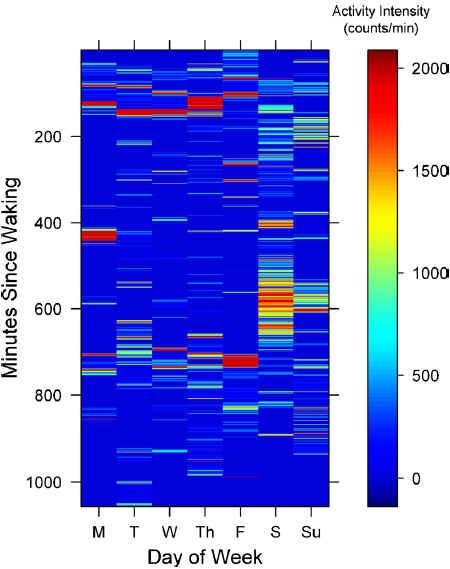 Activity Intensity
(counts/min)
2000
1500
1000
500
0
Minutes Since Waking
200
400
600
800
1000
M T W Th F S Su
Day of Week